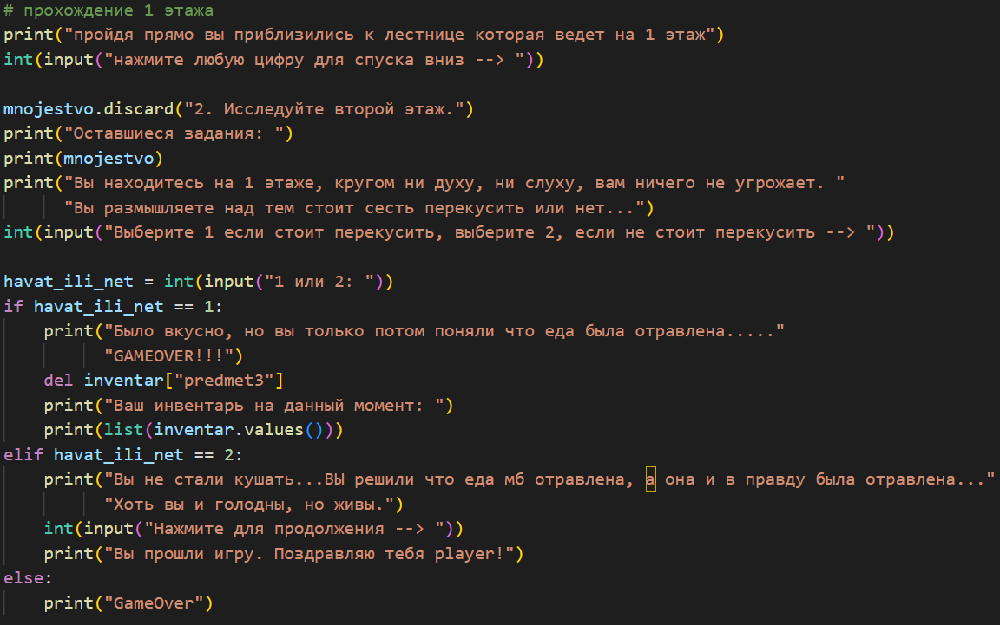 # прохождение 1 этажа
print("пройдя прямо вы приблизились к лестнице которая ведет на 1 этаж")
int(input("нажмите любую цифру для спуска вниз --> "))
mnojestvo.discard("2. Исследуйте второй этаж.")
print("Оставшиеся задания: ")
print(mnojestvo)
print("Вы находитесь на 1 этаже, кругом ни духу, ни слуху, вам ничего не угрожает. "
"Вы размышляете над тем стоит сесть перекусить или нет...")
int(input("Выберите 1 если стоит перекусить, выберите 2, если не стоит перекусить --> "))
havat_ili_net = int(input("1 или 2: "))
if havat_ili_net == 1:
print("Было вкусно, но вы только потом поняли что еда была отравлена....."
"GAMEOVER!!!")
del inventar["predmet3"]
print("Ваш инвентарь на данный момент: ")
print(list(inventar.values()))
elif havat_ili_net == 2:
print("Вы не стали кушать...ВЫ решили что еда мб отравлена, а она и в правду была отравлена..."
"Хоть вы и голодны, но живы.")
int(input("Нажмите для продолжения --> "))
print("Вы прошли игру. Поздравляю тебя player!")
else:
print("GameOver")